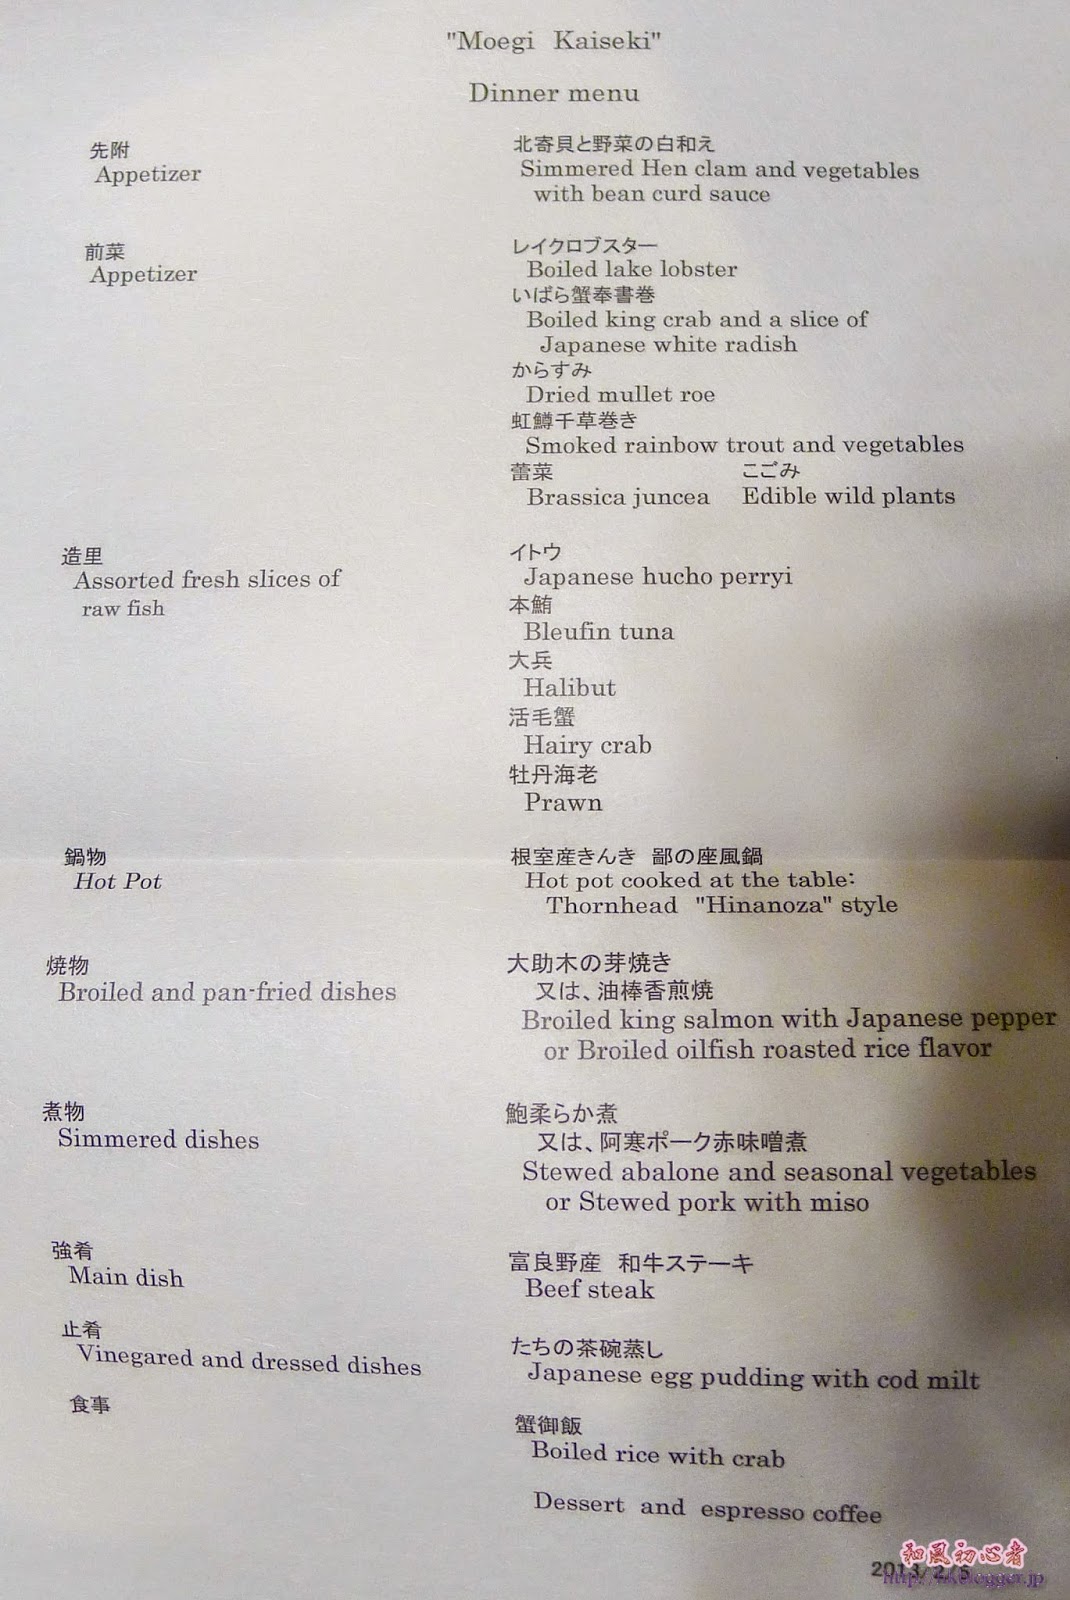 "Moegi Kaiseki"
Dinner menu
先附
Appetizer
北寄貝と野菜の白和え
Simmered Hen clam and vegetables
with bean curd sauce
前菜
Appetizer
レイクロブスター
Boiled lake lobster
いばら蟹奉書巻
Boiled king crab and a slice of
Japanese white radish
からすみ
Dried mullet roe
虹鱒千草巻き
Smoked rainbow trout and vegetables
蕾菜 こごみ
Brassica juncea Edible wild plants
造里
Assorted fresh slices of
raw fish
イトウ
Japanese hucho perryi
本鮪
Bleufin tuna
大兵
Halibut
活毛蟹
Hairy crab
牡丹海老
Prawn
鍋物
Hot Pot
根室産きんき 鄙の座風鍋
Hot pot cooked at the table:
Thornhead "Hinanoza" style
焼物
Broiled and pan-fried dishes
大助木の芽焼き
又は、油棒香煎焼
Broiled king salmon with Japanese pepper
or Broiled oilfish roasted rice flavor
煮物
Simmered dishes
鮑柔らか煮
又は、阿寒ポーク赤味噌煮
Stewed abalone and seasonal vegetables
or Stewed pork with miso
強肴
Main dish
富良野産 和牛ステーキ
Beef steak
止肴
Vinegared and dressed dishes
たちの茶碗蒸し
Japanese egg pudding with cod milt
食事
蟹御飯
Boiled rice with crab
Dessert and espresso coffee
和風初心者
2013/2/5